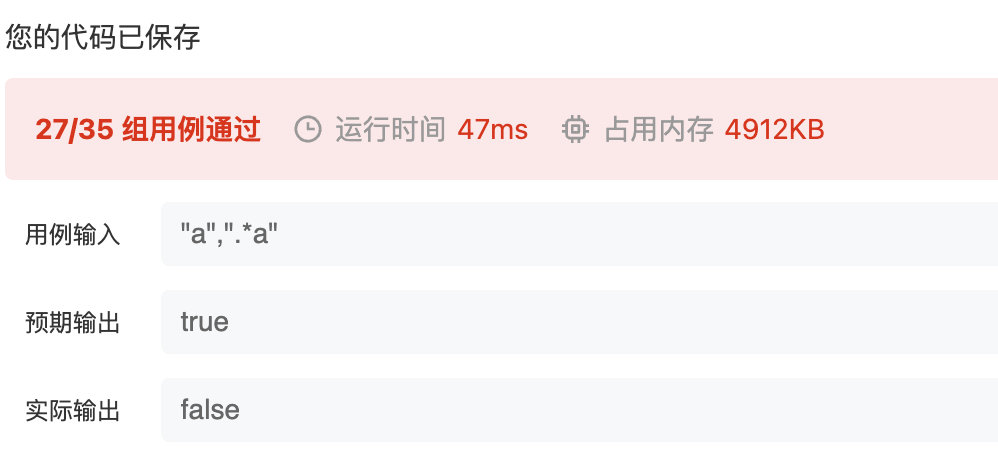 您的代码已保存
27/35 组用例通过 运行时间 47ms 占用内存 4912KB
用例输入 "a",".*a"
预期输出 true
实际输出 false